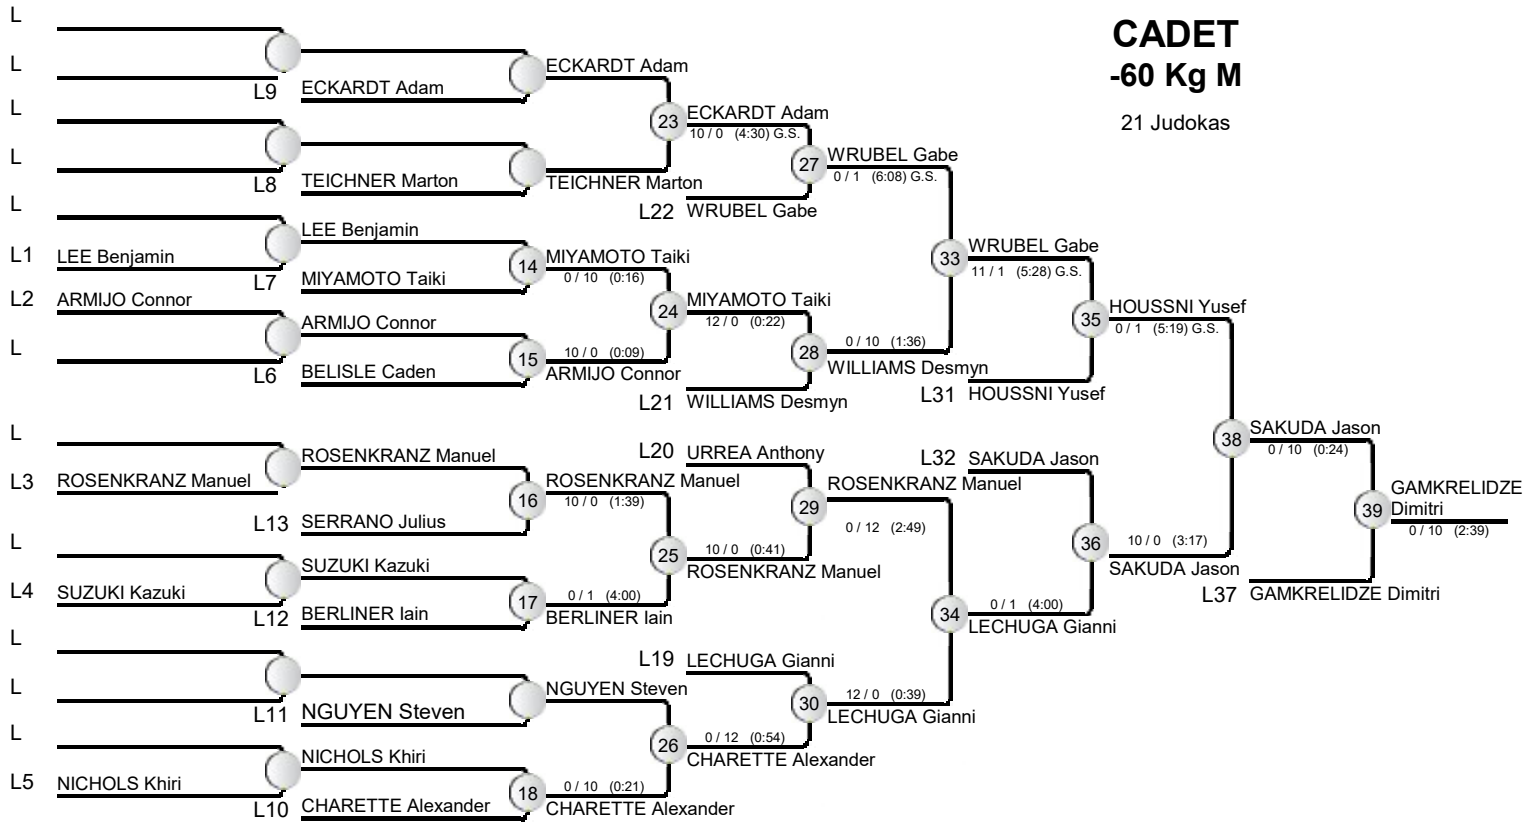 L
CADET
-60 Kg M
21 Judokas
L
L9
ECKARDT Adam
ECKARDT Adam
L
L
L8
TEICHNER Marton
TEICHNER Marton
23
ECKARDT Adam
10 / 0 (4:30) G.S.
27
WRUBEL Gabe
0 / 1 (6:08) G.S.
L22
WRUBEL Gabe
L
L1
LEE Benjamin
L7
LEE Benjamin
MIYAMOTO Taiki
14
MIYAMOTO Taiki
0 / 10 (0:16)
L2
ARMIJO Connor
L
L6
ARMIJO Connor
BELISLE Caden
15
10 / 0 (0:09)
ARMIJO Connor
24
MIYAMOTO Taiki
12 / 0 (0:22)
28
0 / 10 (1:36)
WILLIAMS Desmyn
L21
WILLIAMS Desmyn
33
WRUBEL Gabe
11 / 1 (5:28) G.S.
35
HOUSSNI Yusef
0 / 1 (5:19) G.S.
L31
HOUSSNI Yusef
L
L3
ROSENKRANZ Manuel
ROSENKRANZ Manuel
L13
SERRANO Julius
16
ROSENKRANZ Manuel
10 / 0 (1:39)
L20
URREA Anthony
29
ROSENKRANZ Manuel
0 / 12 (2:49)
L32
SAKUDA Jason
38
SAKUDA Jason
0 / 10 (0:24)
L
L4
SUZUKI Kazuki
SUZUKI Kazuki
L12
BERLINER Iain
17
0 / 1 (4:00)
BERLINER Iain
25
10 / 0 (0:41)
ROSENKRANZ Manuel
36
10 / 0 (3:17)
SAKUDA Jason
39
GAMKRELIDZE
Dimitri
0 / 10 (2:39)
L37
GAMKRELIDZE Dimitri
34
0 / 1 (4:00)
LECHUGA Gianni
L
L
L11
NGUYEN Steven
NGUYEN Steven
L19
LECHUGA Gianni
30
12 / 0 (0:39)
LECHUGA Gianni
L
L5
NICHOLS Khiri
NICHOLS Khiri
L10
CHARETTE Alexander
18
0 / 10 (0:21)
CHARETTE Alexander
26
0 / 12 (0:54)
CHARETTE Alexander